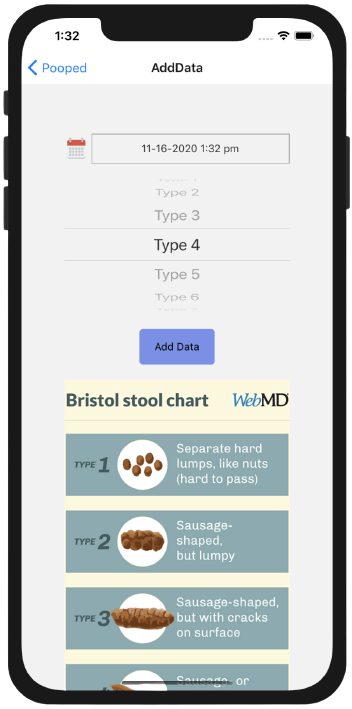 1:32
Pooped
AddData
11-16-2020 1:32 pm
Type 2
Type 3
Type 4
Type 5
Type 6
Add Data
Bristol stool chart
WebMD
TYPE 1
Separate hard
lumps, like nuts
(hard to pass)
TYPE 2
Sausage-
shaped,
but lumpy
TYPE 3
Sausage-shaped,
but with cracks
on surface
Sausage- or